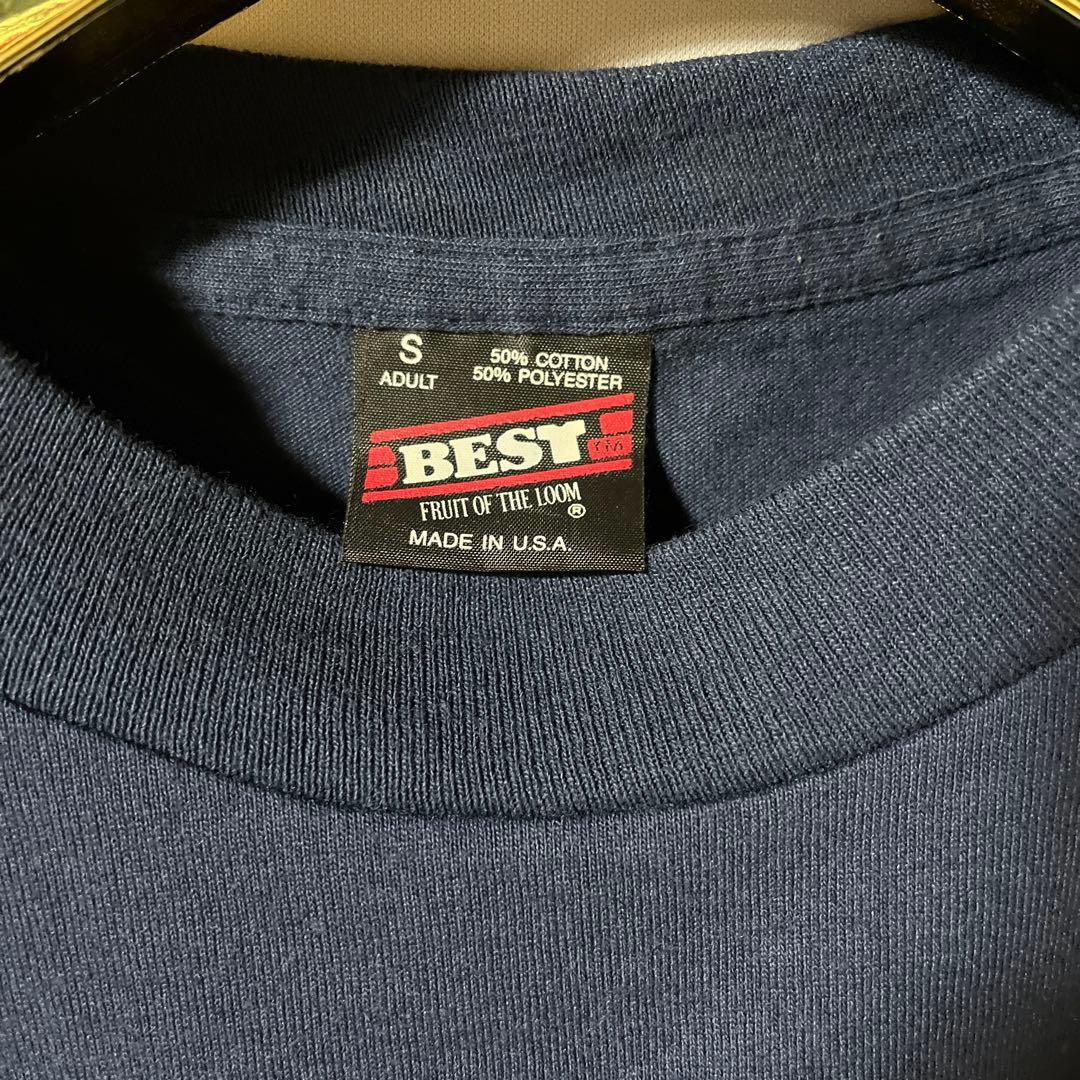 S
ADULT
50% COTTON
50% POLYESTER
BEST
FRUIT OF THE LOOM
®
MADE IN U.S.A.